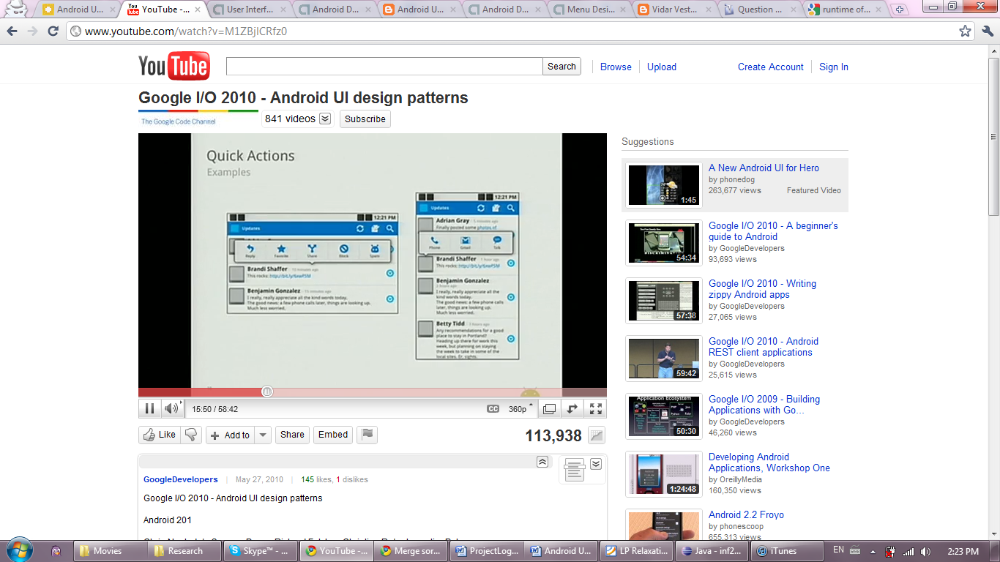 Android U...
YouTube -...
User Interf...
Android D...
Android U...
Android D...
Menu Desi...
Vidar Vest...
Question ...
runtime of...
www.youtube.com/watch?v=M1ZBjlCRfz0
YouTube
Search
Browse
Upload
Create Account
Sign In
Google I/O 2010 - Android UI design patterns
The Google Code Channel
841 videos
Subscribe
Quick Actions
Examples
12:21 PM
Updates
Reply
Favorite
Share
Block
Spam
Brandi Shaffer
This rocks:
Benjamin Gonzalez
I really, really appreciate all the kind words today.
The good news: a few phone calls later, things are looking up.
Much less worried.
12:21 PM
Updates
Adrian Gray 5 minutes ago
Finally posted some photos of
Phone
Gmail
Talk
Brandi Shaffer 1 hour ago
This rocks:
Benjamin Gonzalez
I really, really appreciate all the
kind words today.
The good news: a few phone calls
later, things are looking up.
Much less worried.
Betty Tidd
Any recommendations for a good
place to stay in Portland?
Heading up there for work this
week, but planning on staying
the week to take in some of the
local sites. Er, sights.
15:50 / 58:42
CC
360p
Like
Add to
Share
Embed
113,938
GoogleDevelopers | May 27, 2010 | 145 likes, 1 dislikes
Google I/O 2010 - Android UI design patterns
Android 201
Suggestions
1:45
A New Android UI for Hero
by phonedog
263,677 views Featured Video
54:34
Google I/O 2010 - A beginner's
guide to Android
by GoogleDevelopers
93,693 views
57:38
Google I/O 2010 - Writing
zippy Android apps
by GoogleDevelopers
27,065 views
59:42
Google I/O 2010 - Android
REST client applications
by GoogleDevelopers
25,615 views
Application Ecosystem
50:30
Google I/O 2009 - Building
Applications with Go...
by GoogleDevelopers
46,260 views
1:24:48
Developing Android
Applications, Workshop One
by OreillyMedia
160,350 views
Android 2.2 Froyo
by phonescoop
655,313 views
Movies
Research
Skype™ - ...
YouTube -...
Merge sor...
ProjectLog...
Android U...
LP Relaxati...
Java - inf2...
iTunes
EN
2:23 PM